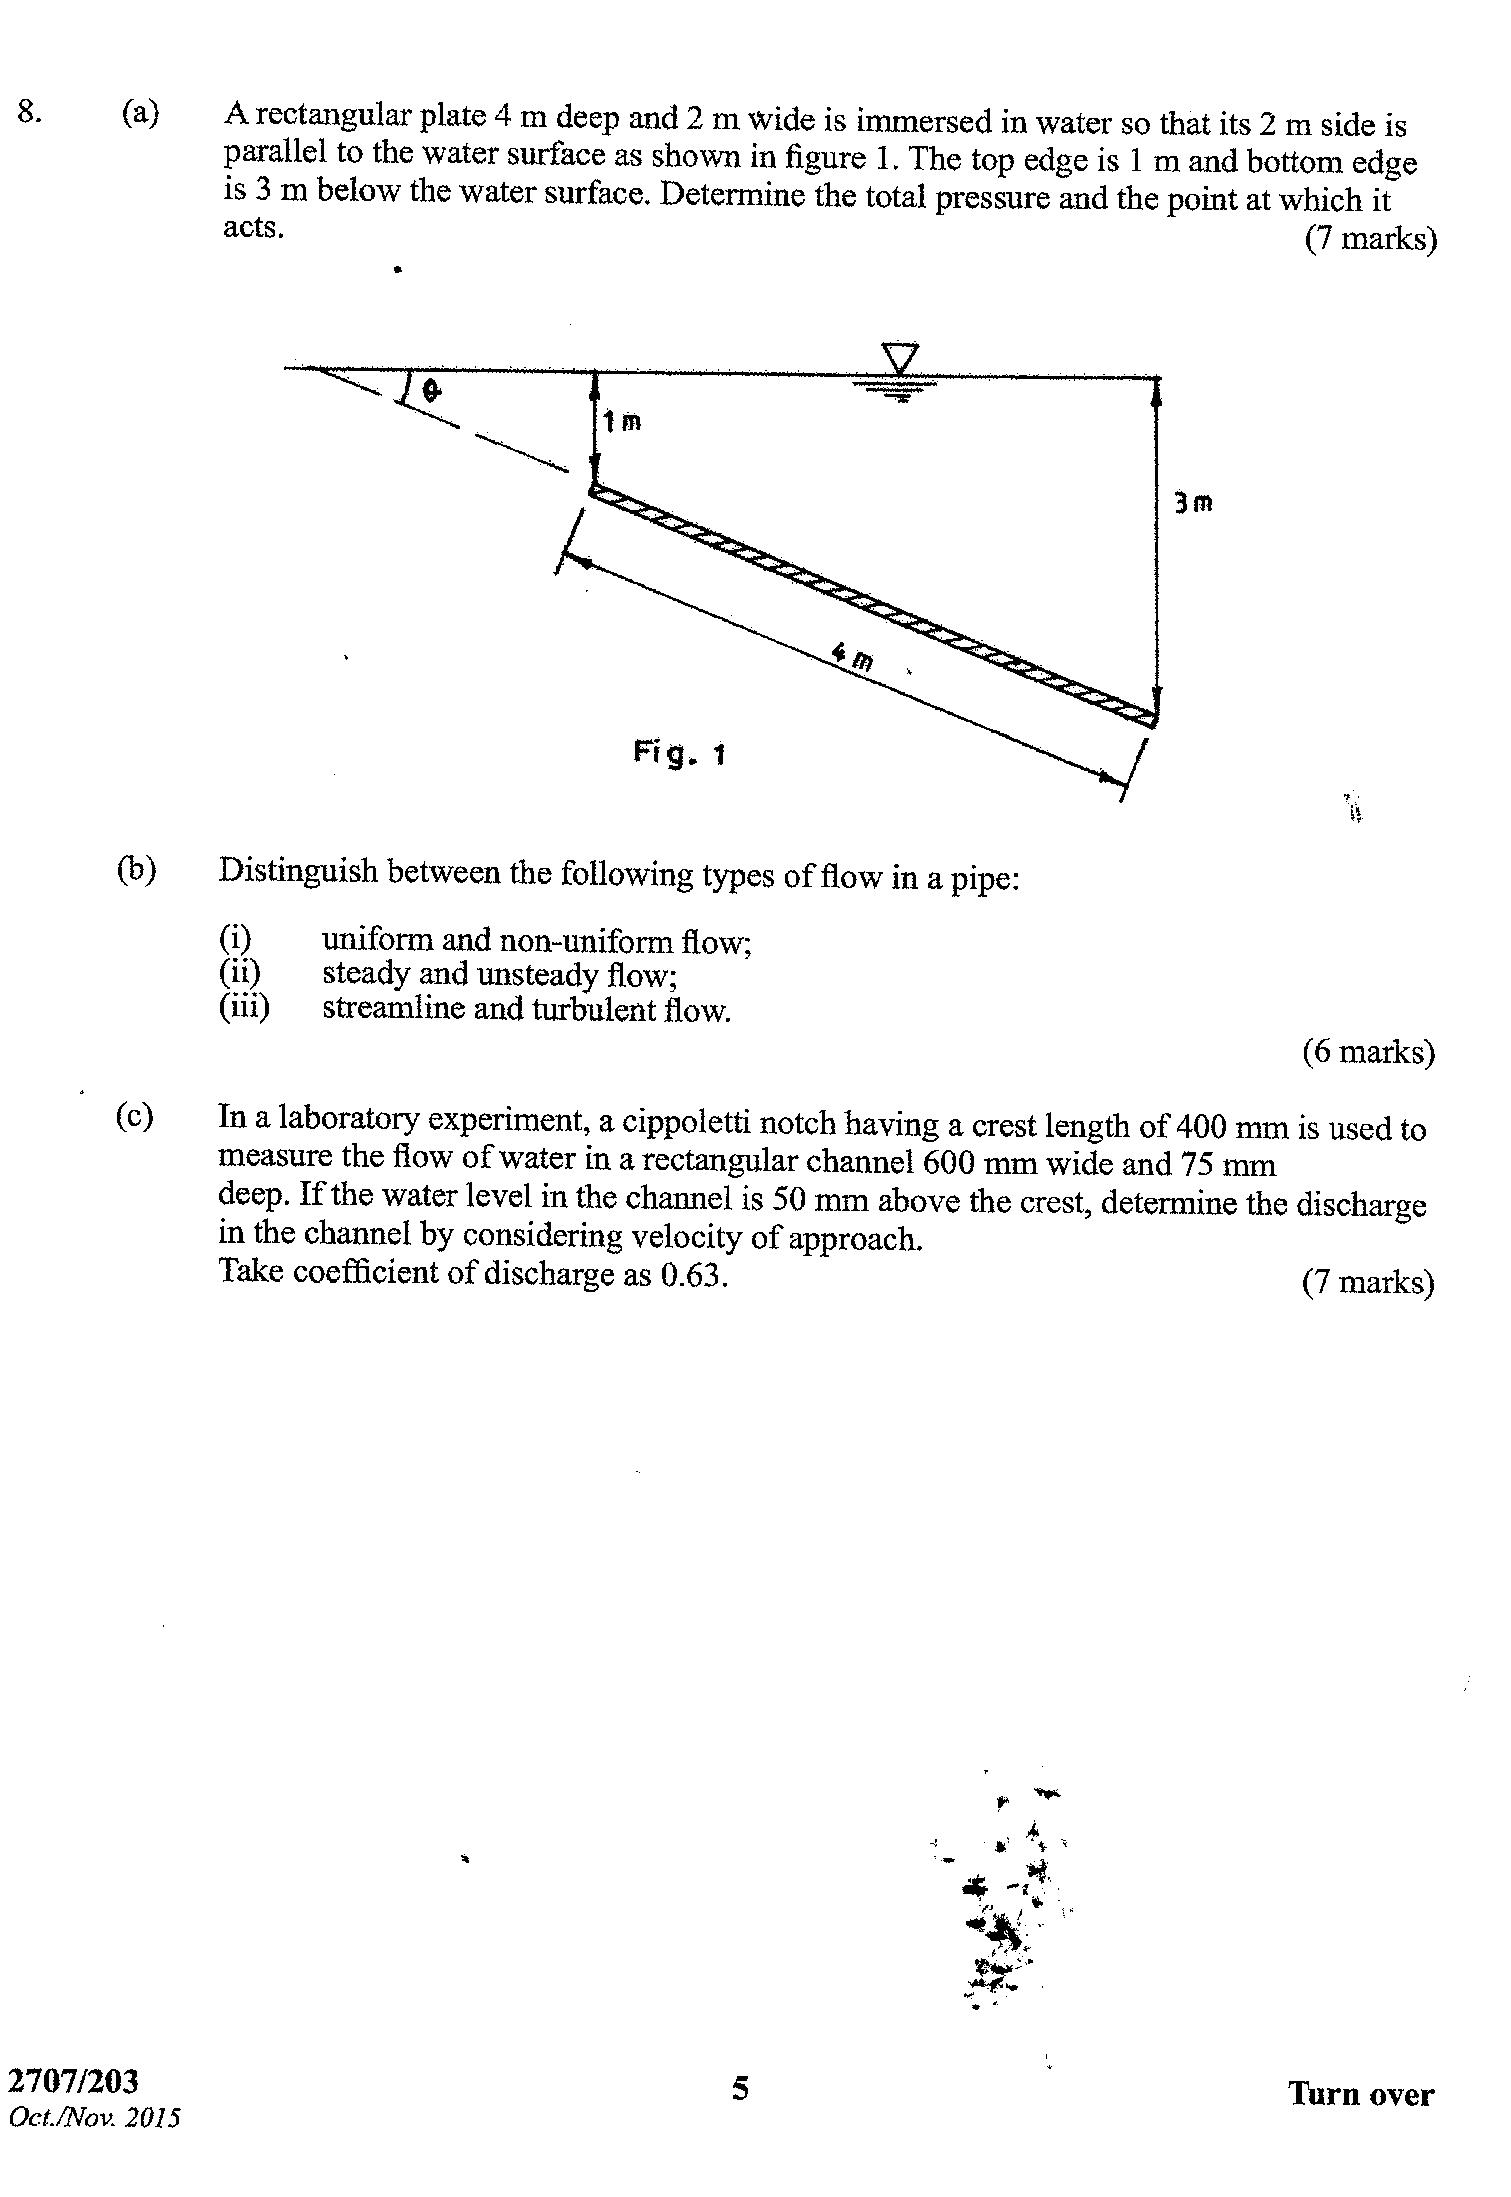 8. (a) A rectangular plate 4 m deep and 2 m wide is immersed in water so that its 2 m side is
parallel to the water surface as shown in figure 1. The top edge is 1 m and bottom edge
is 3 m below the water surface. Determine the total pressure and the point at which it
acts. (7 marks)
θ
1 m
3 m
4 m
Fig. 1
(b) Distinguish between the following types of flow in a pipe:
(i) uniform and non-uniform flow;
(ii) steady and unsteady flow;
(iii) streamline and turbulent flow.
(6 marks)
(c) In a laboratory experiment, a cippoletti notch having a crest length of 400 mm is used to
measure the flow of water in a rectangular channel 600 mm wide and 75 mm
deep. If the water level in the channel is 50 mm above the crest, determine the discharge
in the channel by considering velocity of approach.
Take coefficient of discharge as 0.63. (7 marks)
2707/203 5 Turn over
Oct./Nov. 2015